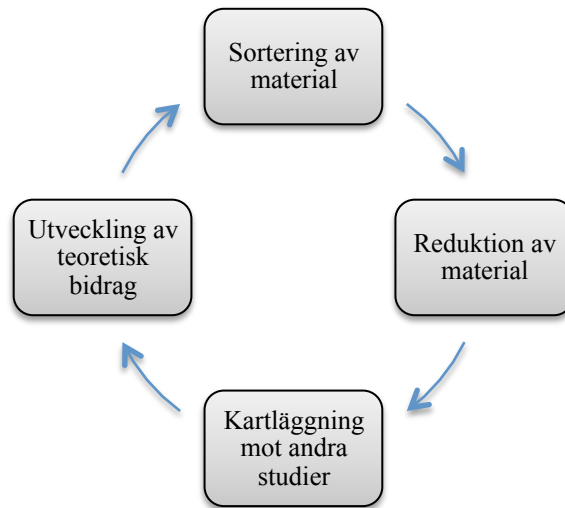 Sortering av
material
Reduktion av
material
Kartläggning
mot andra
studier
Utveckling av
teoretisk
bidrag